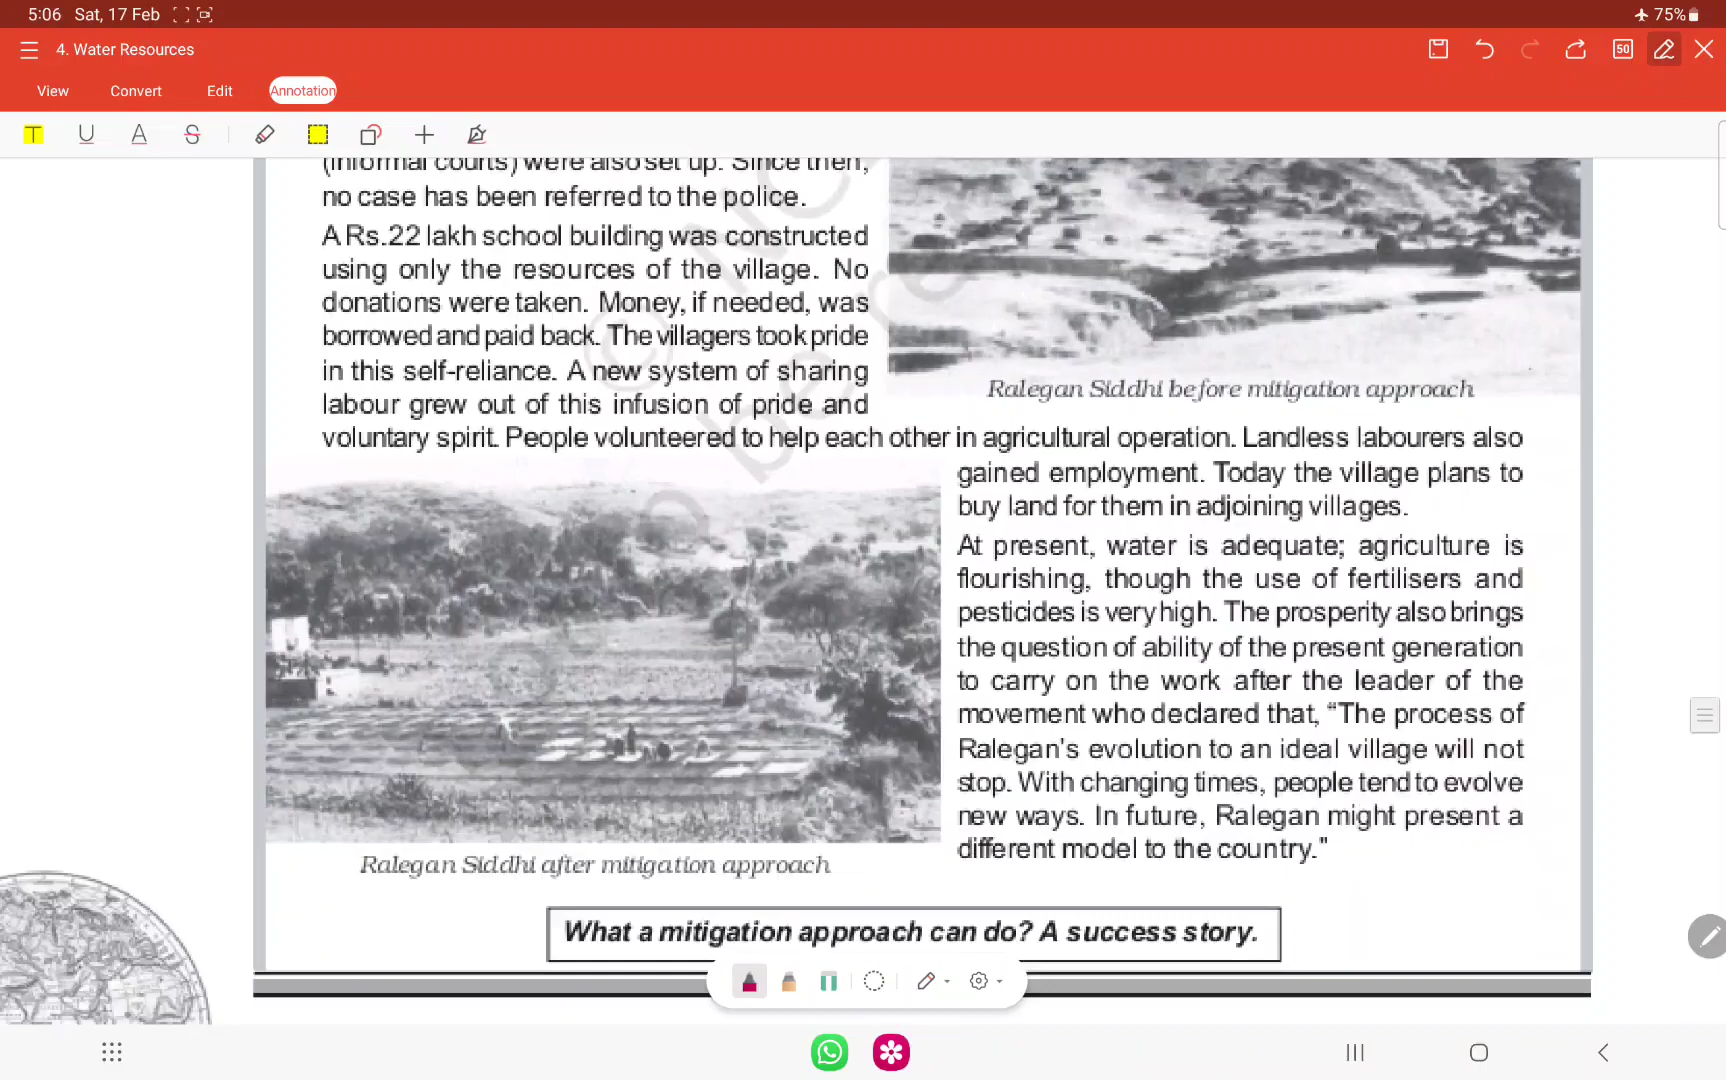 5:06 Sat, 17 Feb
75%
4. Water Resources
50
View Convert Edit Annotation
T U A S
(informal courts) were also set up. Since then,
no case has been referred to the police.
A Rs.22 lakh school building was constructed
using only the resources of the village. No
donations were taken. Money, if needed, was
borrowed and paid back. The villagers took pride
in this self-reliance. A new system of sharing
labour grew out of this infusion of pride and
voluntary spirit. People volunteered to help each other in agricultural operation. Landless labourers also
Ralegan Siddhi before mitigation approach
gained employment. Today the village plans to
buy land for them in adjoining villages.
At present, water is adequate; agriculture is
flourishing, though the use of fertilisers and
pesticides is very high. The prosperity also brings
the question of ability of the present generation
to carry on the work after the leader of the
movement who declared that, “The process of
Ralegan's evolution to an ideal village will not
stop. With changing times, people tend to evolve
new ways. In future, Ralegan might present a
different model to the country."
Ralegan Siddhi after mitigation approach
What a mitigation approach can do? A success story.